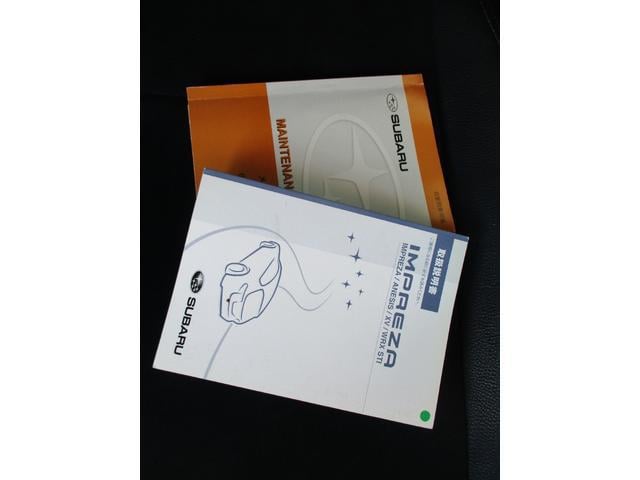 取扱説明書
IMPREZA
IMPREZA / ANESIS / XV / WRX STI
SUBARU
SUBARU
MAINTENAN